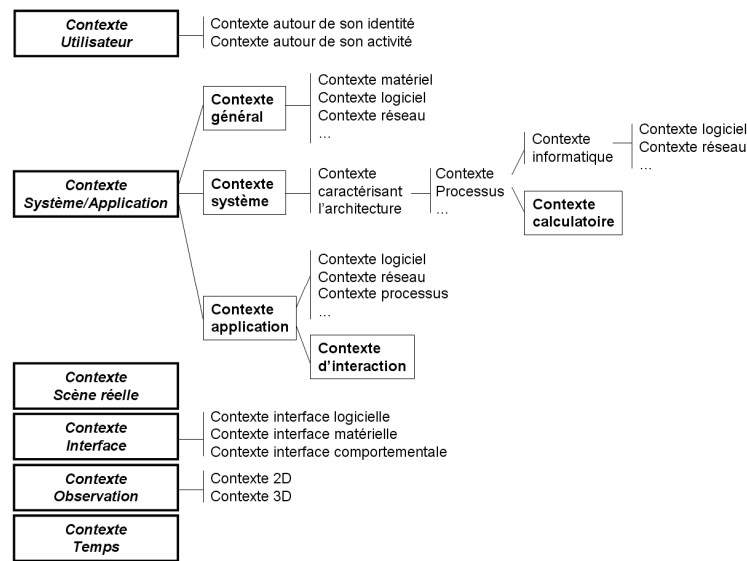 Contexte
Utilisateur
Contexte autour de son identité
Contexte autour de son activité
Contexte
Système/Application
Contexte
général
Contexte matériel
Contexte logiciel
Contexte réseau
…
Contexte
système
Contexte
caractérisant
l’architecture
Contexte
Processus
…
Contexte
informatique
Contexte logiciel
Contexte réseau
…
Contexte
calculatoire
Contexte
application
Contexte logiciel
Contexte réseau
Contexte processus
…
Contexte
d’interaction
Contexte
Scène réelle
Contexte
Interface
Contexte interface logicielle
Contexte interface matérielle
Contexte interface comportementale
Contexte
Observation
Contexte 2D
Contexte 3D
Contexte
Temps